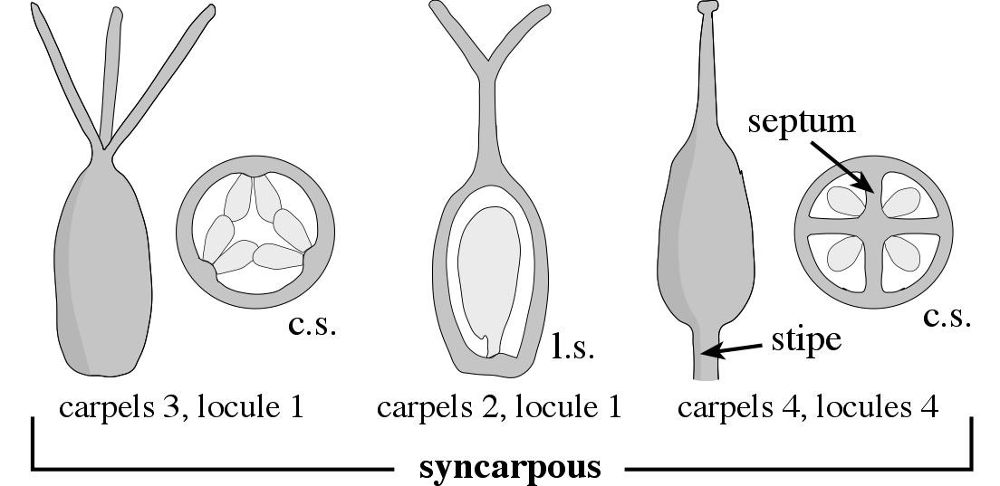 septum
c.s.
l.s.
c.s.
stipe
carpels 3, locule 1
carpels 2, locule 1
carpels 4, locules 4
syncarpous